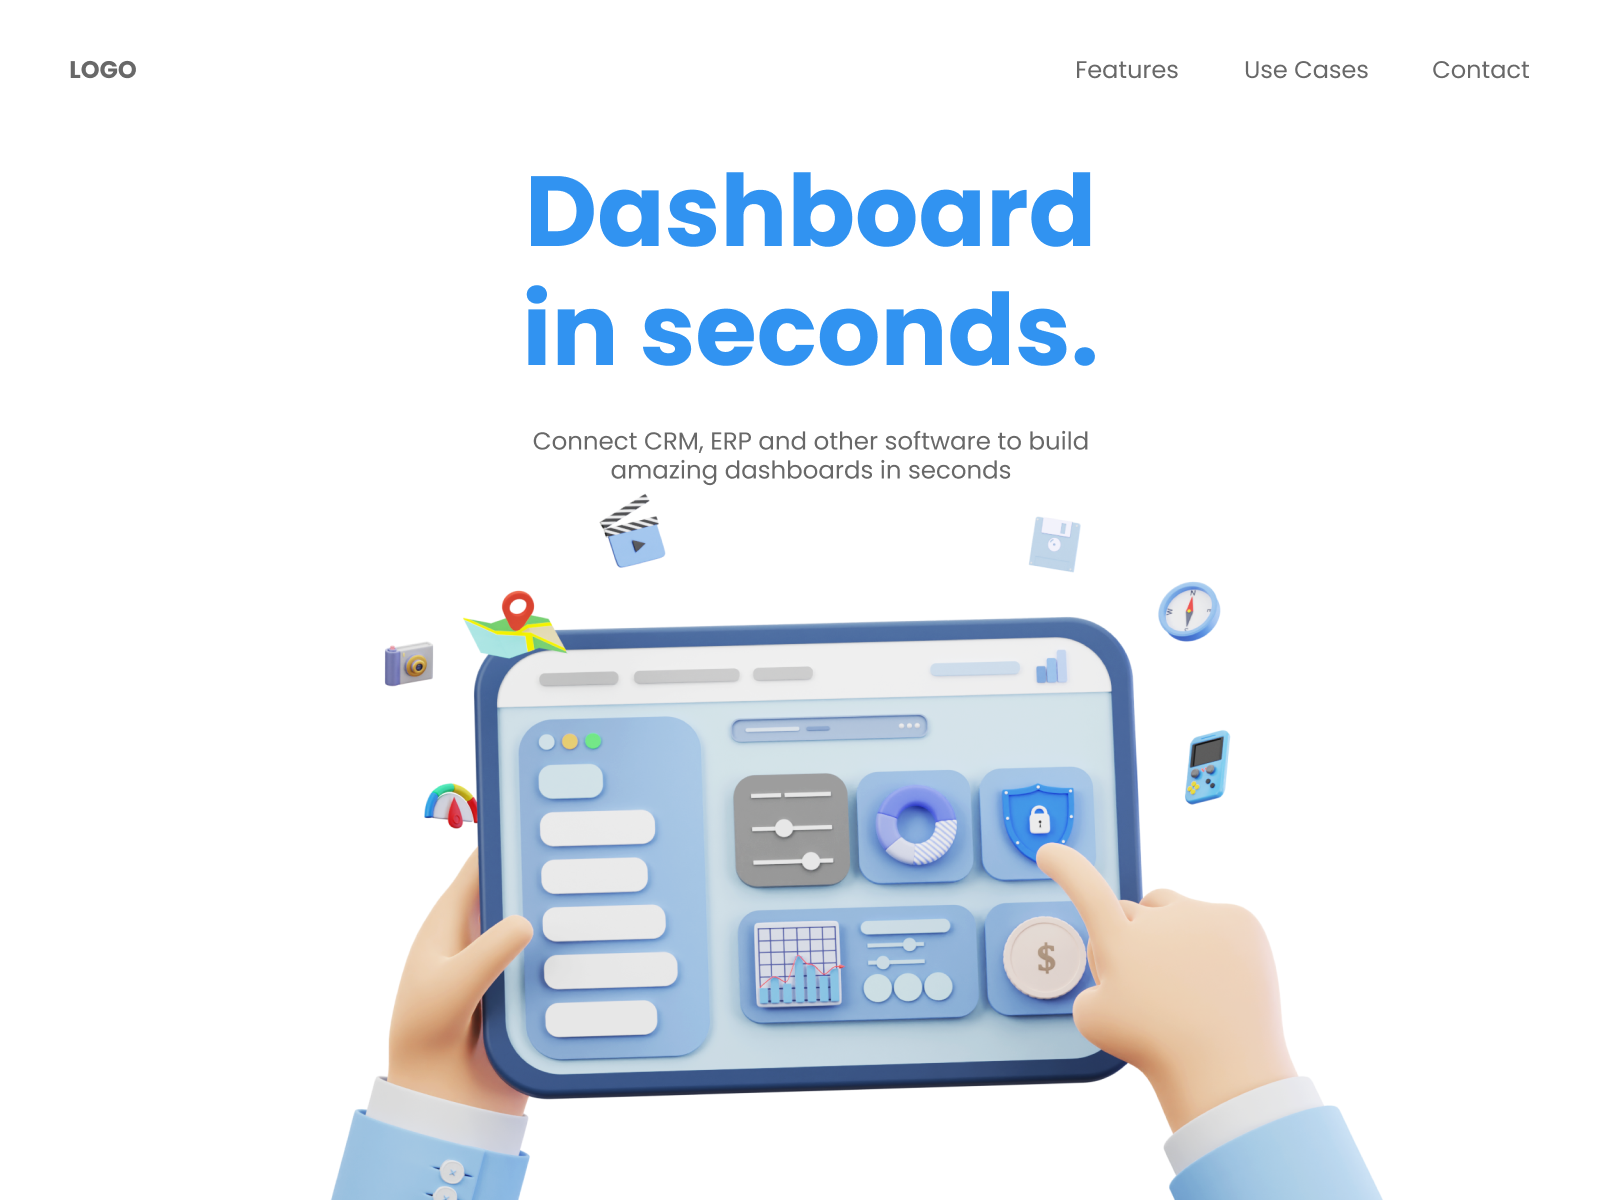 LOGO
Features
Use Cases
Contact
Dashboard
in seconds.
Connect CRM, ERP and other software to build
amazing dashboards in seconds
N
W
E
$